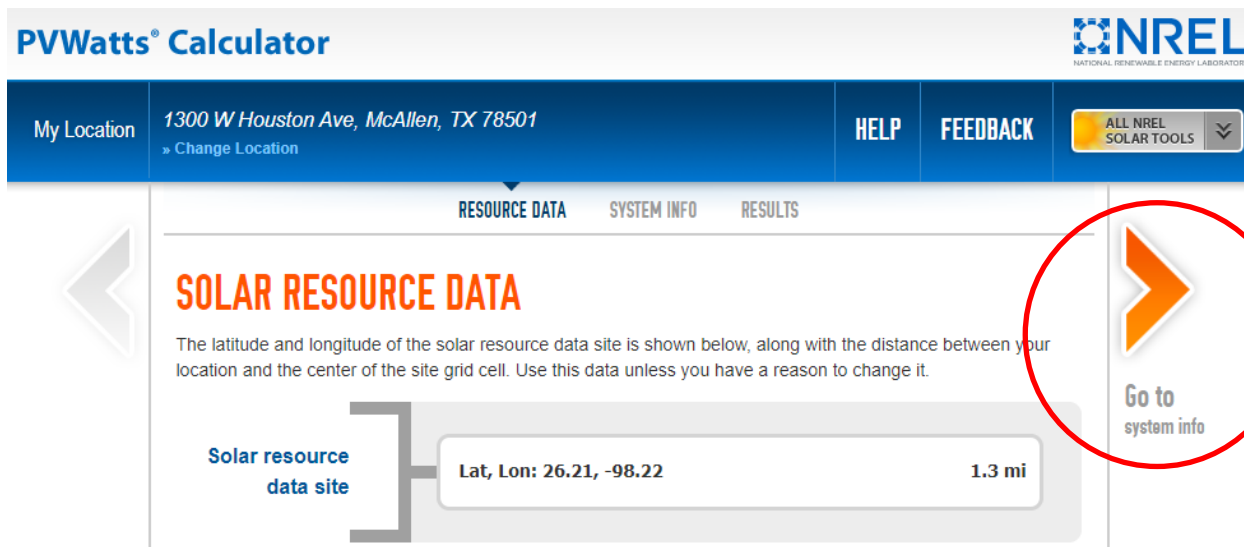 PVWatts® Calculator
NREL
NATIONAL RENEWABLE ENERGY LABORATOR
My Location
1300 W Houston Ave, McAllen, TX 78501
» Change Location
HELP
FEEDBACK
ALL NREL
SOLAR TOOLS
RESOURCE DATA SYSTEM INFO RESULTS
SOLAR RESOURCE DATA
The latitude and longitude of the solar resource data site is shown below, along with the distance between your
location and the center of the site grid cell. Use this data unless you have a reason to change it.
Go to
system info
Solar resource
data site
Lat, Lon: 26.21, -98.22 1.3 mi